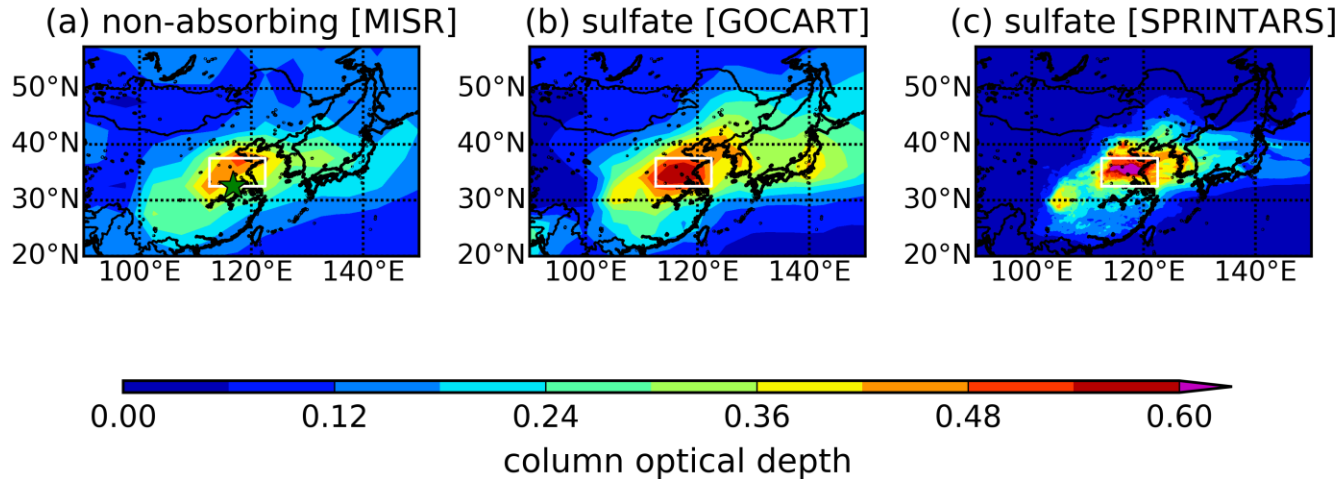 (a) non-absorbing [MISR]
(b) sulfate [GOCART]
(c) sulfate [SPRINTARS]
50°N
40°N
30°N
20°N
100°E 120°E 140°E
50°N
40°N
30°N
20°N
100°E 120°E 140°E
50°N
40°N
30°N
20°N
100°E 120°E 140°E
0.00 0.12 0.24 0.36 0.48 0.60
column optical depth